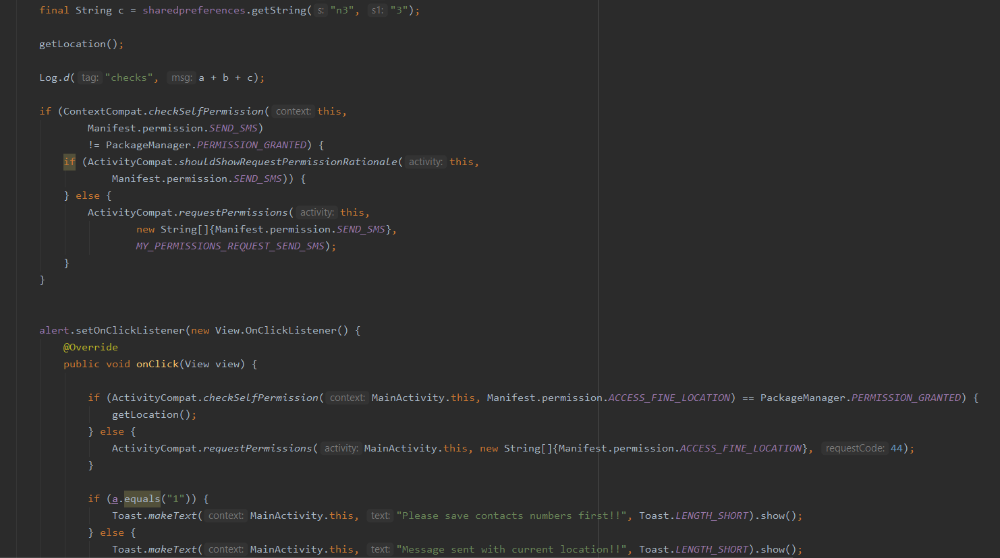 final String c = sharedpreferences.getString( s: "n3", s1: "3");
getLocation();
Log.d( tag: "checks", msg: a + b + c);
if (ContextCompat.checkSelfPermission( context: this,
Manifest.permission.SEND_SMS)
!= PackageManager.PERMISSION_GRANTED) {
if (ActivityCompat.shouldShowRequestPermissionRationale( activity: this,
Manifest.permission.SEND_SMS)) {
} else {
ActivityCompat.requestPermissions( activity: this,
new String[]{Manifest.permission.SEND_SMS},
MY_PERMISSIONS_REQUEST_SEND_SMS);
}
}
alert.setOnClickListener(new View.OnClickListener() {
@Override
public void onClick(View view) {
if (ActivityCompat.checkSelfPermission( context: MainActivity.this, Manifest.permission.ACCESS_FINE_LOCATION) == PackageManager.PERMISSION_GRANTED) {
getLocation();
} else {
ActivityCompat.requestPermissions( activity: MainActivity.this, new String[]{Manifest.permission.ACCESS_FINE_LOCATION}, requestCode: 44);
}
if (a.equals("1")) {
Toast.makeText( context: MainActivity.this, text: "Please save contacts numbers first!!", Toast.LENGTH_SHORT).show();
} else {
Toast.makeText( context: MainActivity.this, text: "Message sent with current location!!", Toast.LENGTH_SHORT).show();